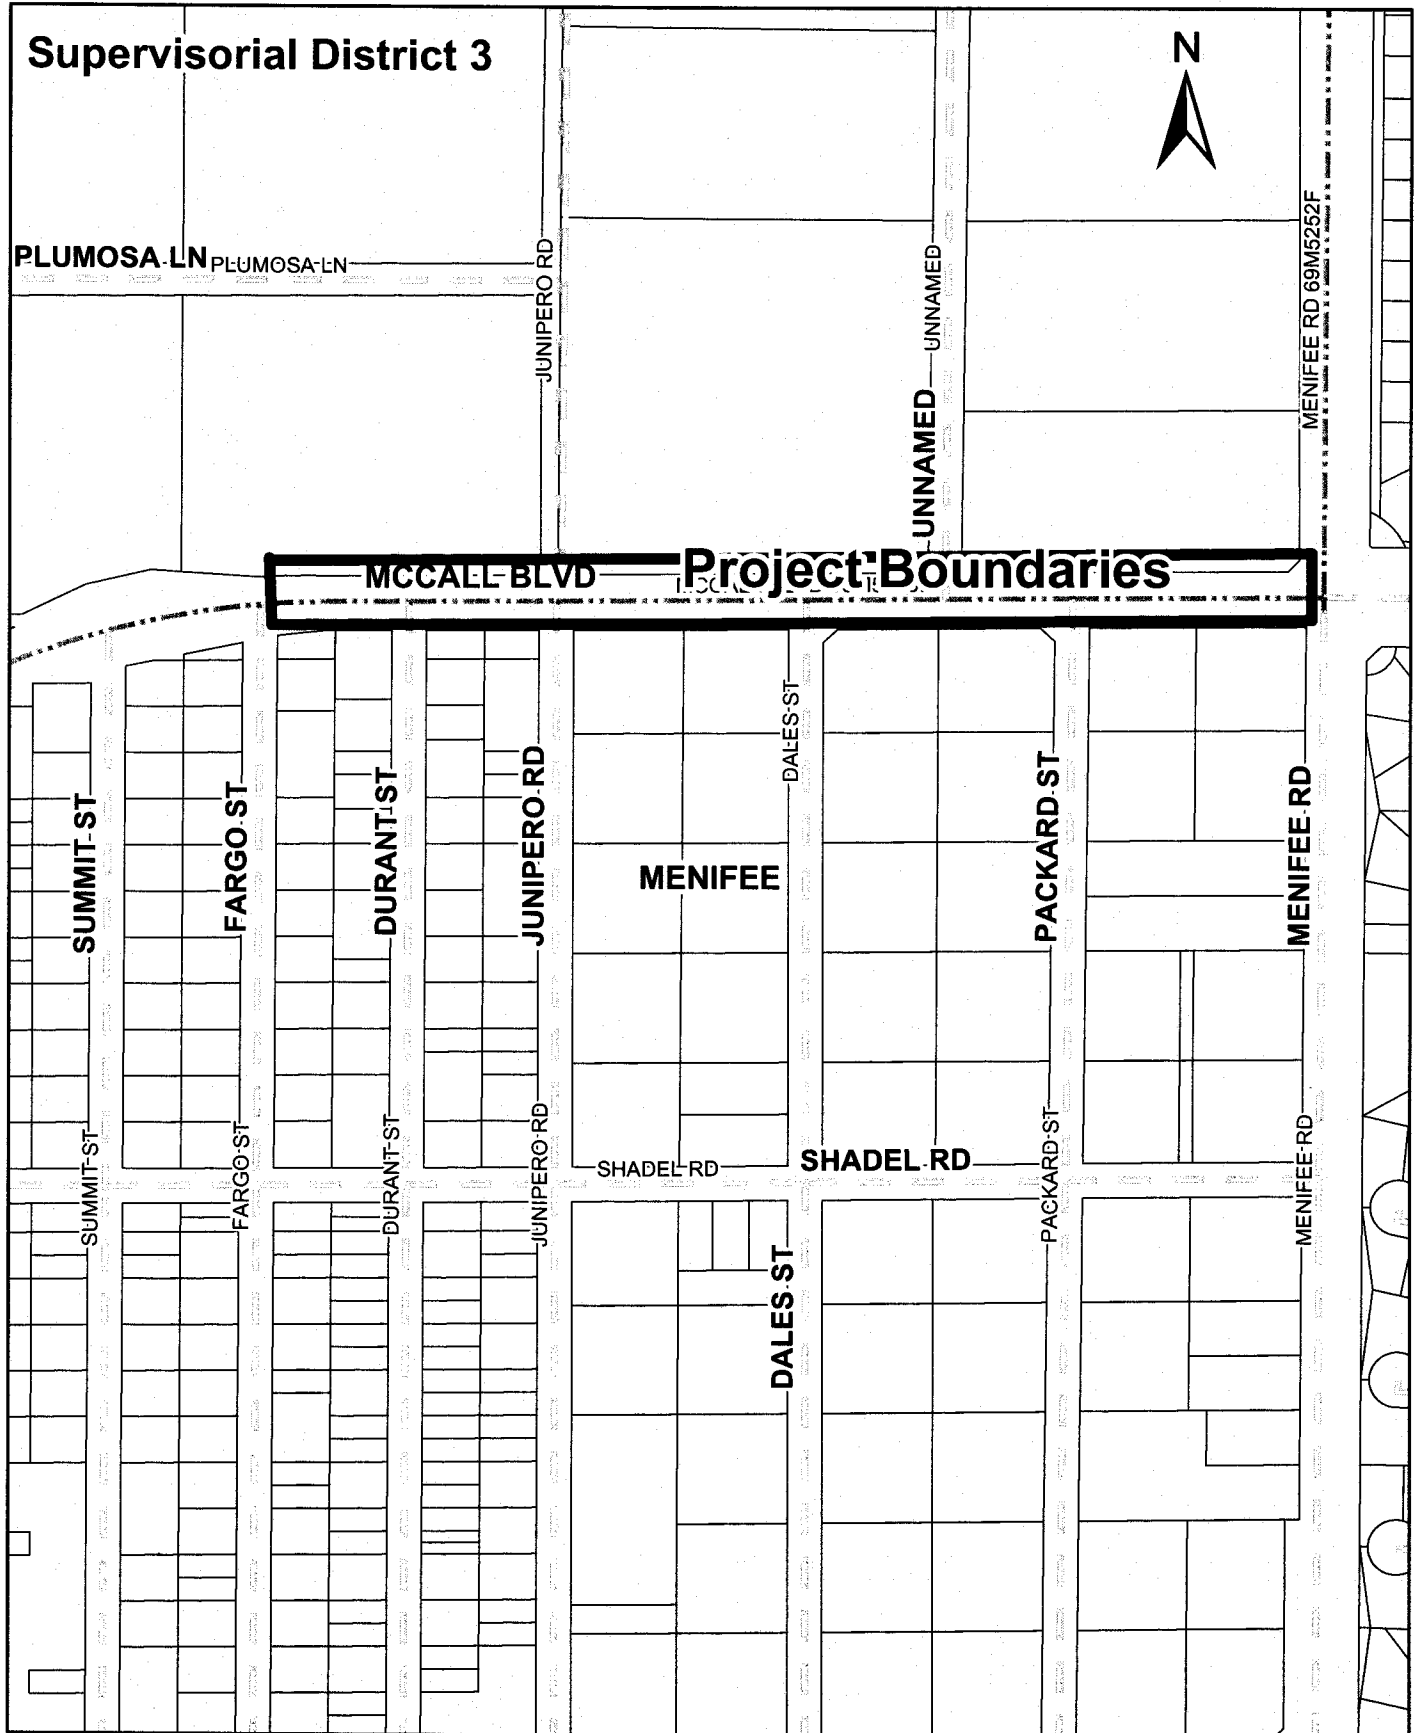 Supervisorial District 3
N
PLUMOSA LN
PLUMOSA LN
JUNIPERO RD
UNNAMED
UNNAMED
MENIFEE RD 69M5252F
Project Boundaries
MCCALL BLVD
SUMMIT ST
FARGO ST
DURANT ST
JUNIPERO RD
MENIFEE
DALES ST
PACKARD ST
MENIFEE RD
SUMMIT ST
FARGO ST
DURANT ST
JUNIPERO RD
SHADEL RD
SHADEL RD
PACKARD ST
MENIFEE RD
DALES ST